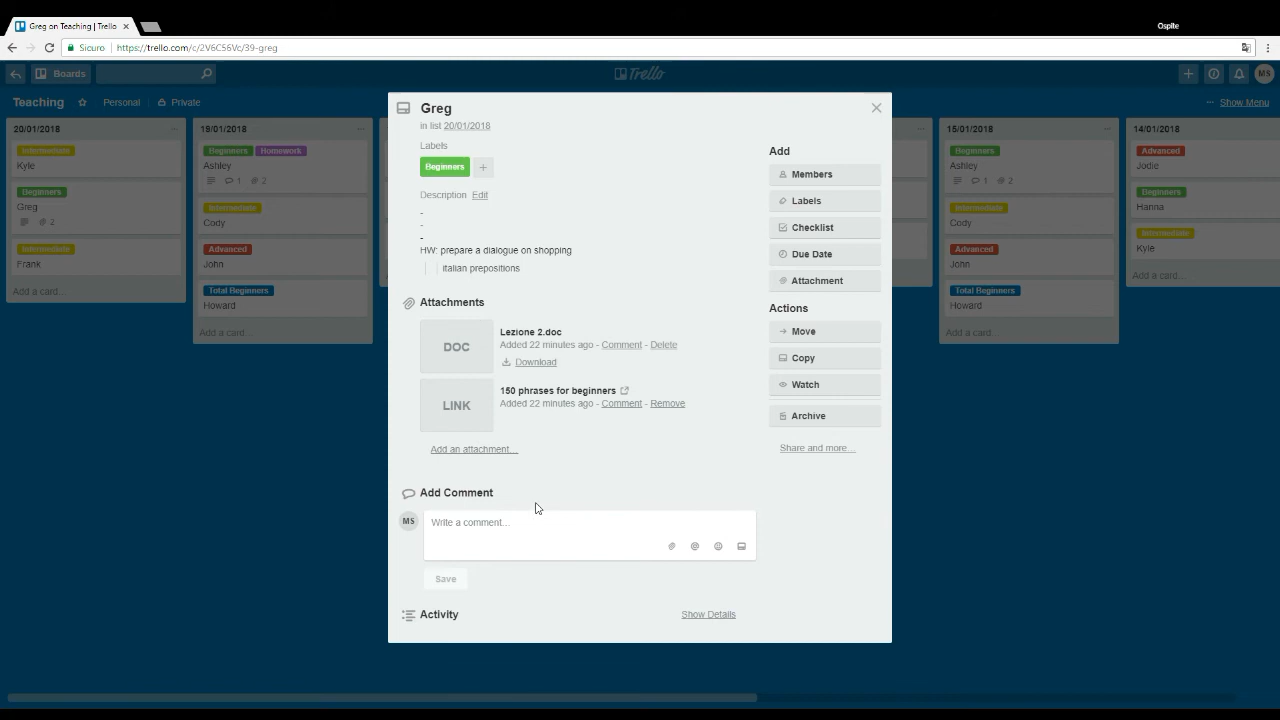 Greg on Teaching | Trello
Ospite
Sicuro https://trello.com/c/2V6C56Vc/39-greg
Boards
Trello
MS
Teaching Personal Private
Show Menu
20/01/2018
Intermediate
Kyle
Beginners
Greg
2
Intermediate
Frank
Add a card...
19/01/2018
Beginners Homework
Ashley
1 2
Intermediate
Cody
Advanced
John
Total Beginners
Howard
Add a card...
Greg
in list 20/01/2018
Labels
Beginners +
Description Edit
-
-
-
HW: prepare a dialogue on shopping
italian prepositions
Attachments
DOC
Lezione 2.doc
Added 22 minutes ago - Comment - Delete
Download
LINK
150 phrases for beginners
Added 22 minutes ago - Comment - Remove
Add an attachment...
Add Comment
MS
Write a comment...
Save
Activity
Show Details
Add
Members
Labels
Checklist
Due Date
Attachment
Actions
Move
Copy
Watch
Archive
Share and more...
15/01/2018
Beginners
Ashley
1 2
Intermediate
Cody
Advanced
John
Total Beginners
Howard
Add a card...
14/01/2018
Advanced
Jodie
Beginners
Hanna
Intermediate
Kyle
Add a card...